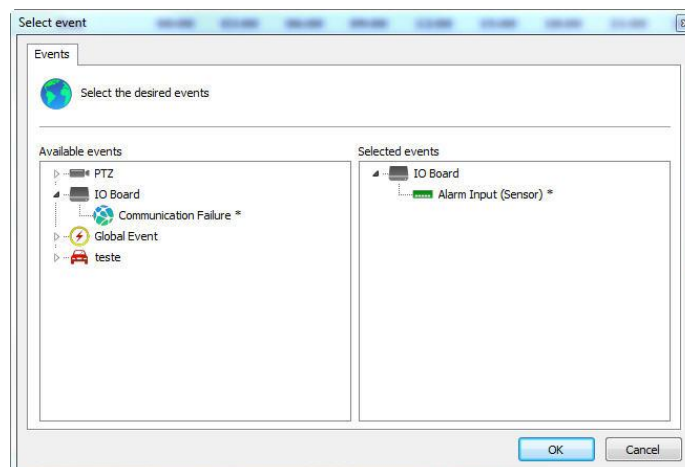 Select event
Events
Select the desired events
Available events
PTZ
IO Board
Communication Failure *
Global Event
teste
Selected events
IO Board
Alarm Input (Sensor) *
OK
Cancel